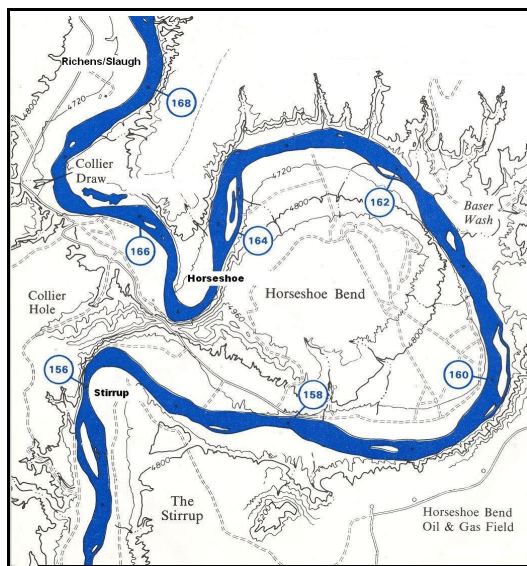 Richens/Slaugh
4800
4720
168
Collier
Draw
4720
4800
162
Baser
Wash
166
164
Horseshoe
Collier
Hole
4960
Horseshoe Bend
4800
156
Stirrup
158
160
4800
The
Stirrup
Horseshoe Bend
Oil & Gas Field